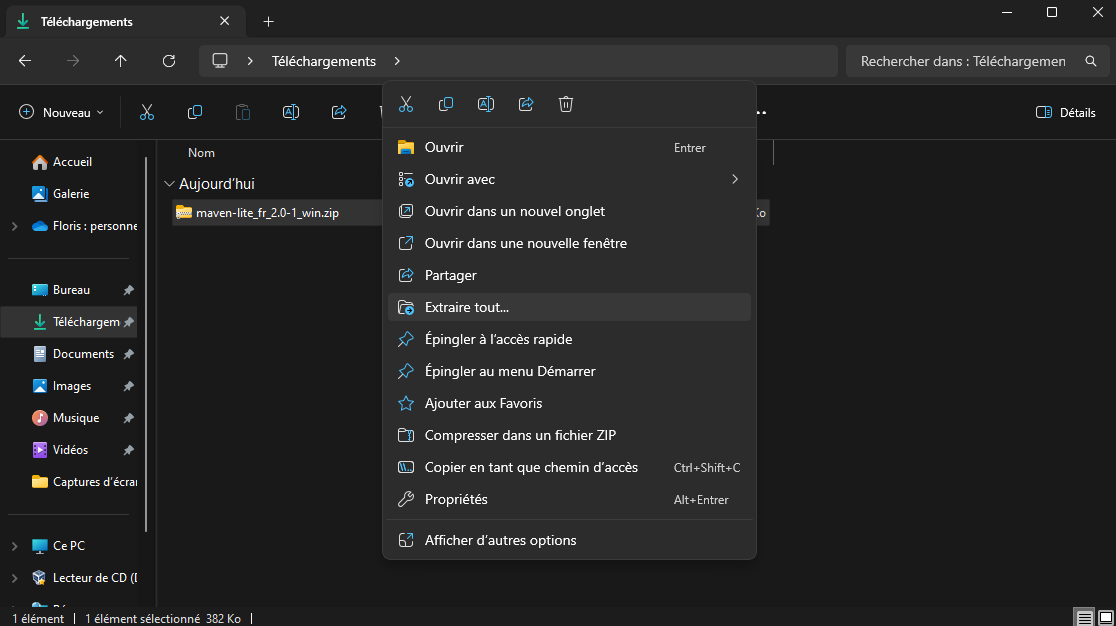 Téléchargements
Téléchargements
Rechercher dans : Téléchargemen
Nouveau
Détails
Accueil
Galerie
Floris : personne
Bureau
Téléchargem
Documents
Images
Musique
Vidéos
Captures d'écran
Ce PC
Lecteur de CD (
Nom
Aujourd'hui
maven-lite_fr_2.0-1_win.zip
Ko
Ouvrir Entrer
Ouvrir avec
Ouvrir dans un nouvel onglet
Ouvrir dans une nouvelle fenêtre
Partager
Extraire tout...
Épingler à l'accès rapide
Épingler au menu Démarrer
Ajouter aux Favoris
Compresser dans un fichier ZIP
Copier en tant que chemin d'accès Ctrl+Shift+C
Propriétés Alt+Entrer
Afficher d'autres options
1 élément 1 élément sélectionné 382 Ko